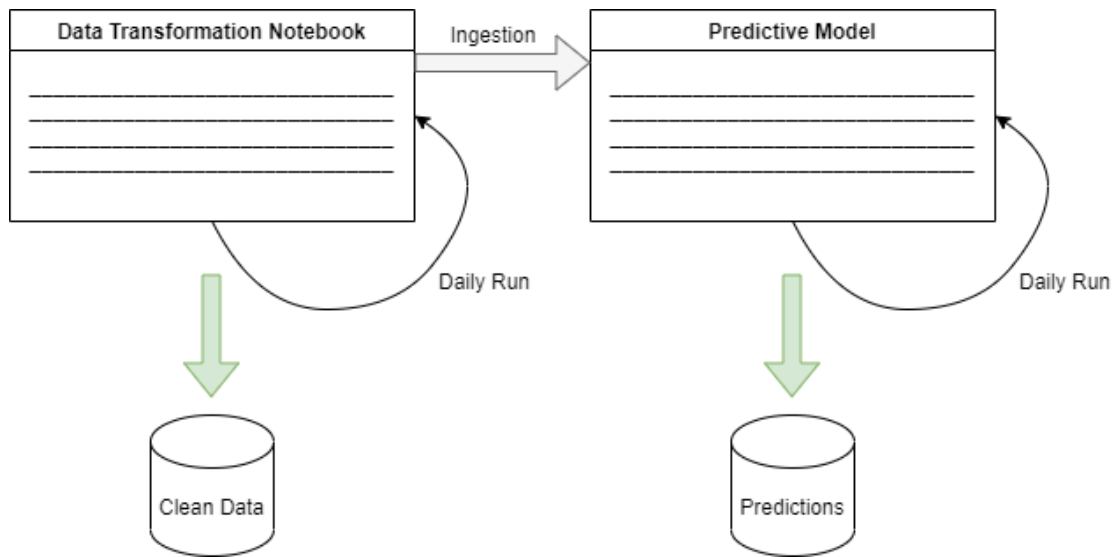 Data Transformation Notebook
Ingestion
Predictive Model
Daily Run
Daily Run
Clean Data
Predictions